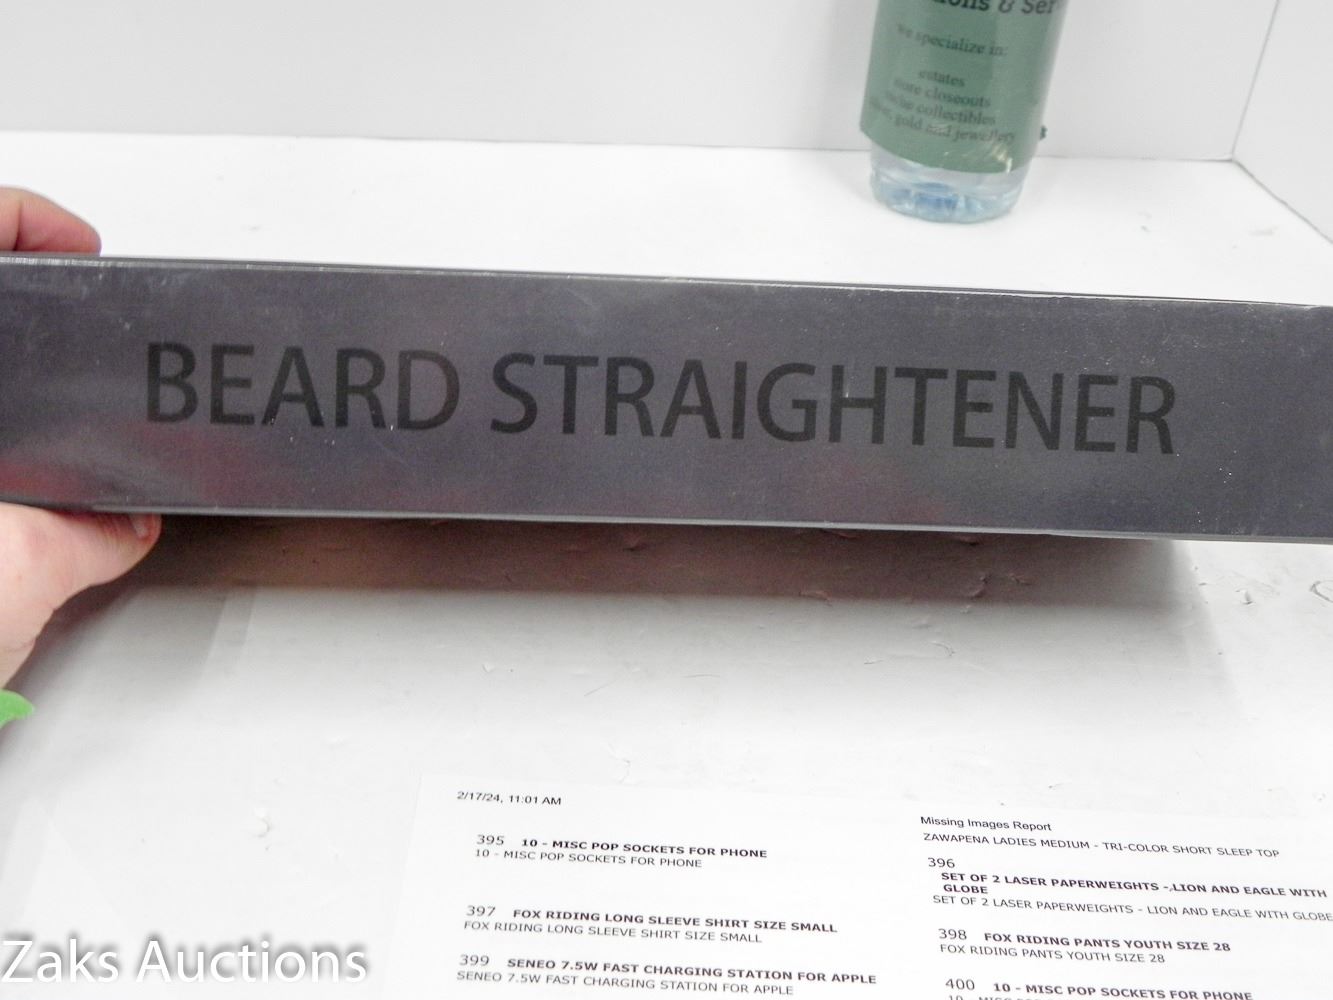 & Ser
we specialize in:
estates
store closeouts
collectibles
gold and jewellery
BEARD STRAIGHTENER
2/17/24, 11:01 AM
395 10 - MISC POP SOCKETS FOR PHONE
10 - MISC POP SOCKETS FOR PHONE
397 FOX RIDING LONG SLEEVE SHIRT SIZE SMALL
FOX RIDING LONG SLEEVE SHIRT SIZE SMALL
399 SENEO 7.5W FAST CHARGING STATION FOR APPLE
SENEO 7.5W FAST CHARGING STATION FOR APPLE
Missing Images Report
ZAWAPENA LADIES MEDIUM - TRI-COLOR SHORT SLEEP TOP
396
SET OF 2 LASER PAPERWEIGHTS - LION AND EAGLE WITH
GLOBE
SET OF 2 LASER PAPERWEIGHTS - LION AND EAGLE WITH GLOBE
398 FOX RIDING PANTS YOUTH SIZE 28
FOX RIDING PANTS YOUTH SIZE 28
400 10 - MISC POP SOCKETS FOR PHONE
Zaks Auctions